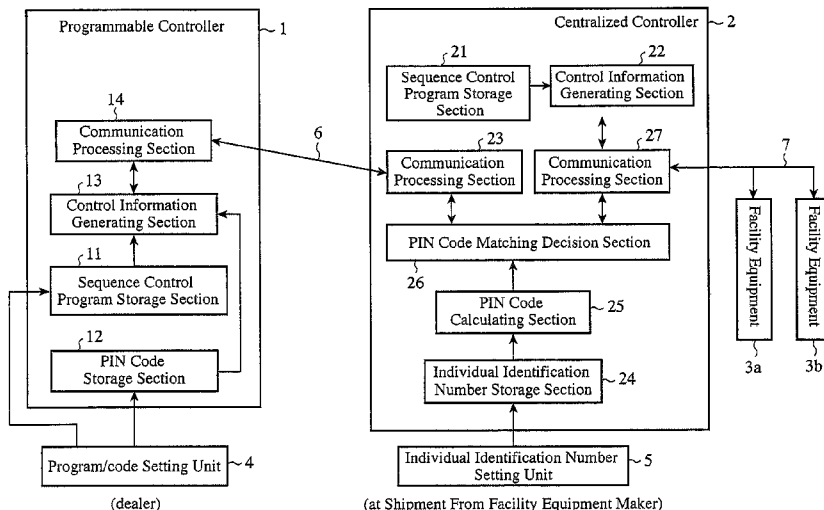 Programmable Controller
1
14
Communication
Processing Section
13
Control Information
Generating Section
11
Sequence Control
Program Storage Section
12
PIN Code
Storage Section
Program/code Setting Unit
4
(dealer)
6
Centralized Controller
2
21
Sequence Control
Program Storage
Section
22
Control Information
Generating Section
23
Communication
Processing Section
27
Communication
Processing Section
7
PIN Code Matching Decision Section
26
PIN Code
Calculating Section
25
Individual Identification
Number Storage Section
24
Individual Identification Number
Setting Unit
5
(at Shipment From Facility Equipment Maker)
Facility Equipment
3a
Facility Equipment
3b